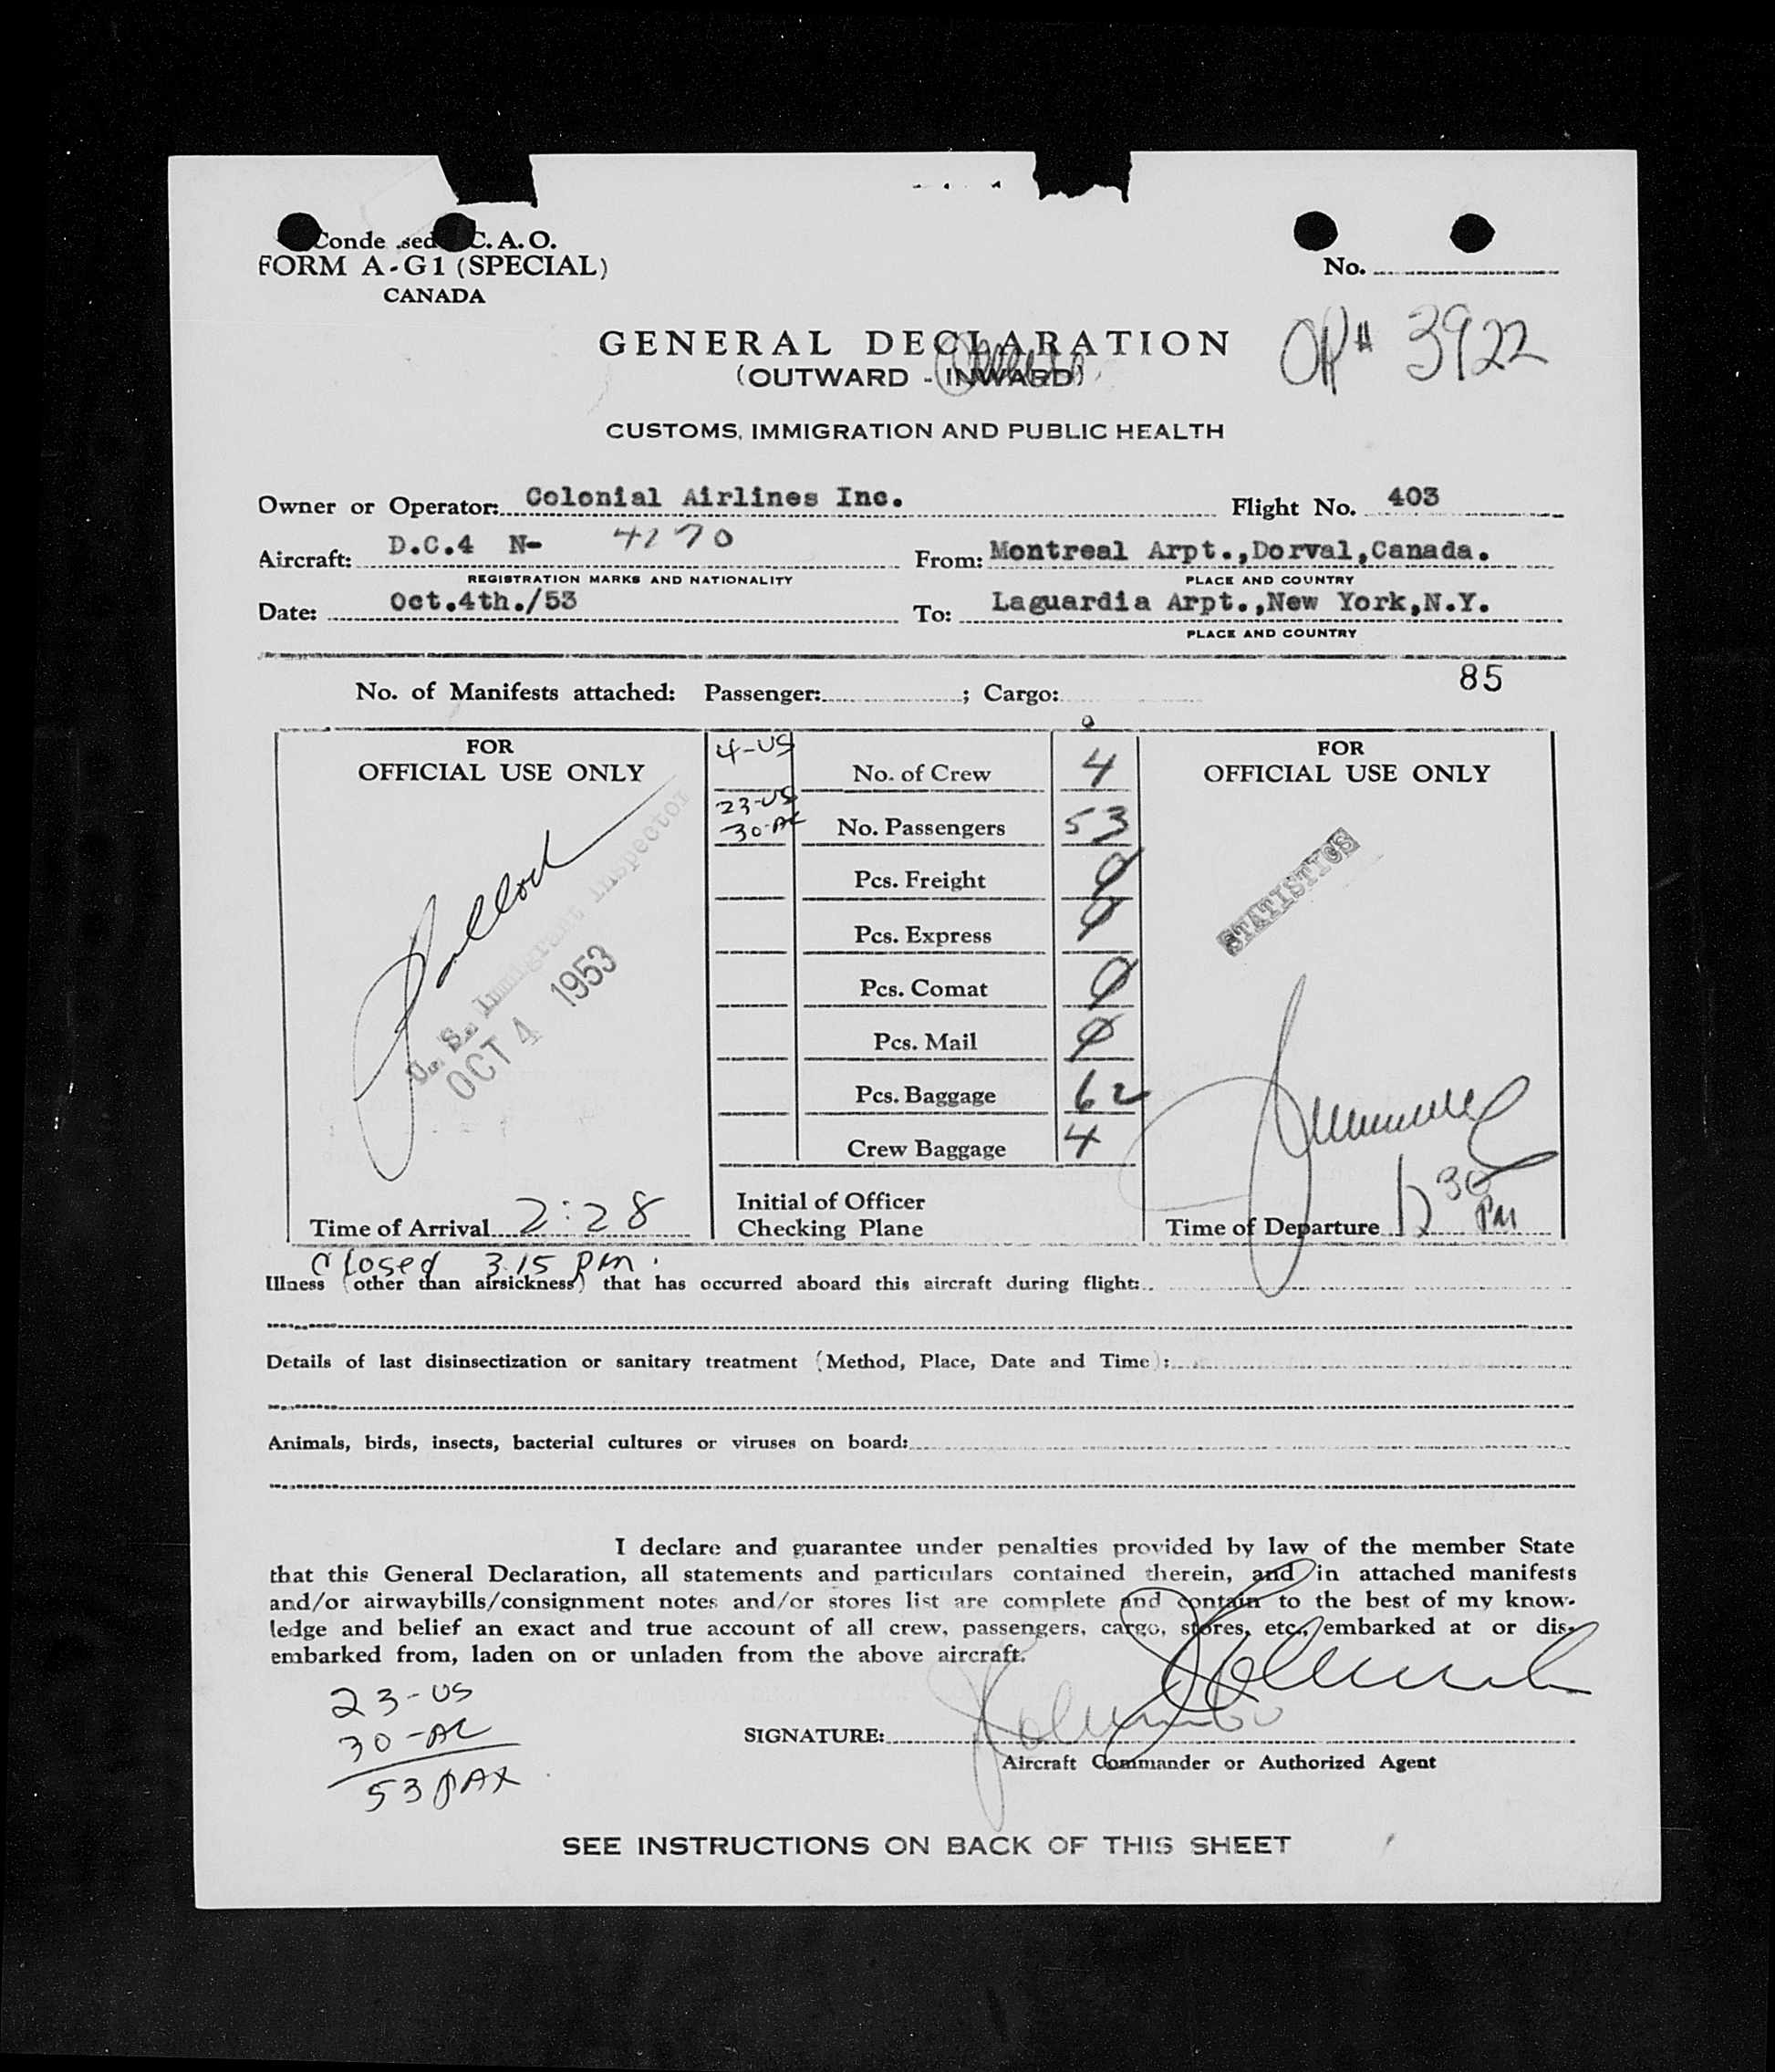 Conde sed C. A. O.
FORM A-G1 (SPECIAL)
CANADA
No.
GENERAL DECLARATION
(OUTWARD - INWARD)
3922
CUSTOMS, IMMIGRATION AND PUBLIC HEALTH
Owner or Operator: Colonial Airlines Inc. Flight No. 403
Aircraft: D.C.4 N- 4170 From: Montreal Arpt.,Dorval,Canada.
REGISTRATION MARKS AND NATIONALITY PLACE AND COUNTRY
Date: Oct.4th./53 To: Laguardia Arpt.,New York,N.Y.
PLACE AND COUNTRY
85
No. of Manifests attached: Passenger: ; Cargo:
FOR
OFFICIAL USE ONLY
U. S. Immigrant Inspector
OCT 4 1953
Time of Arrival 2:28
Closed 3.15 Pm.
4-US No. of Crew 4
23-US
30-AC No. Passengers 53
Pcs. Freight 0
Pcs. Express 0
Pcs. Comat 0
Pcs. Mail 0
Pcs. Baggage 62
Crew Baggage 4
Initial of Officer
Checking Plane
FOR
OFFICIAL USE ONLY
STATISTICS
Time of Departure 12 30 PM
Illness (other than airsickness) that has occurred aboard this aircraft during flight:
Details of last disinsectization or sanitary treatment (Method, Place, Date and Time):
Animals, birds, insects, bacterial cultures or viruses on board:
I declare and guarantee under penalties provided by law of the member State
that this General Declaration, all statements and particulars contained therein, and in attached manifests
and/or airwaybills/consignment notes and/or stores list are complete and contain to the best of my know-
ledge and belief an exact and true account of all crew, passengers, cargo, stores, etc., embarked at or dis-
embarked from, laden on or unladen from the above aircraft.
23-US
30-AC
53 PAX
SIGNATURE:
Aircraft Commander or Authorized Agent
SEE INSTRUCTIONS ON BACK OF THIS SHEET